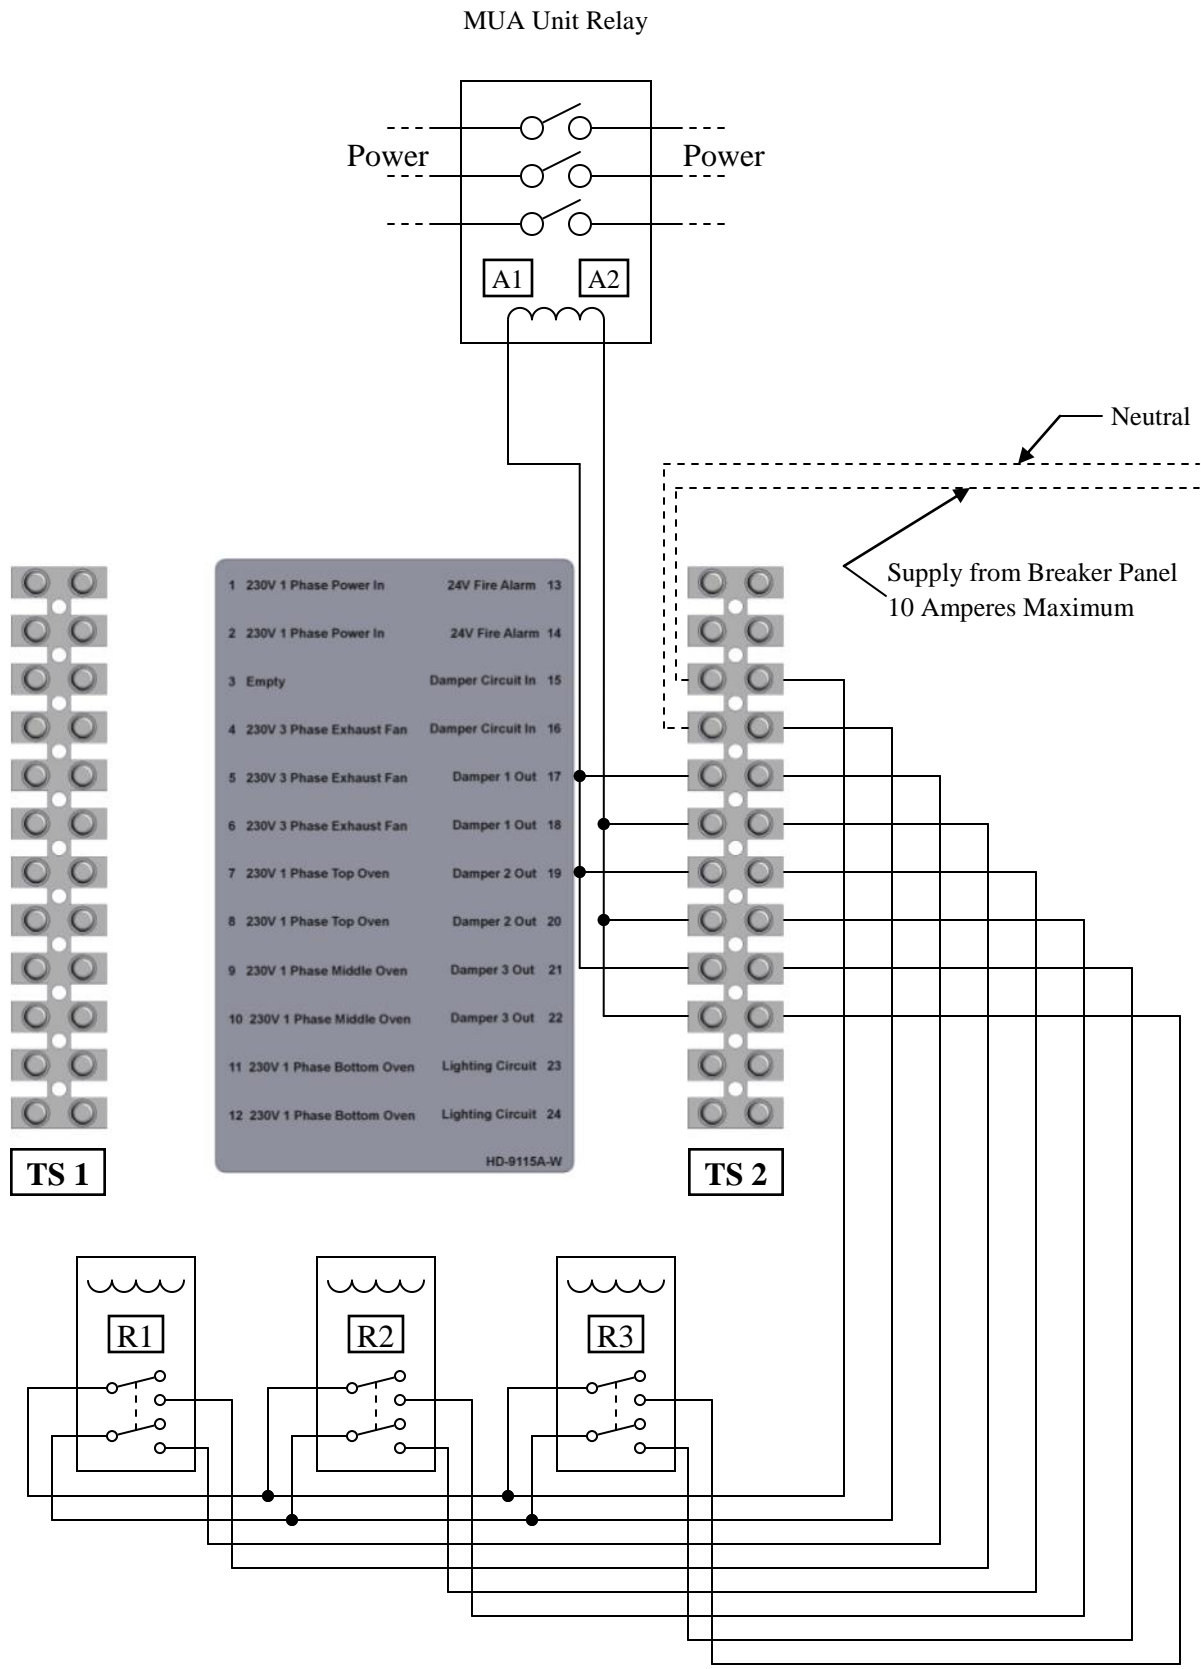 MUA Unit Relay
Power Power
A1 A2
Neutral
Supply from Breaker Panel
10 Amperes Maximum
1 230V 1 Phase Power In 24V Fire Alarm 13
2 230V 1 Phase Power In 24V Fire Alarm 14
3 Empty Damper Circuit In 15
4 230V 3 Phase Exhaust Fan Damper Circuit In 16
5 230V 3 Phase Exhaust Fan Damper 1 Out 17
6 230V 3 Phase Exhaust Fan Damper 1 Out 18
7 230V 1 Phase Top Oven Damper 2 Out 19
8 230V 1 Phase Top Oven Damper 2 Out 20
9 230V 1 Phase Middle Oven Damper 3 Out 21
10 230V 1 Phase Middle Oven Damper 3 Out 22
11 230V 1 Phase Bottom Oven Lighting Circuit 23
12 230V 1 Phase Bottom Oven Lighting Circuit 24
HD-9115A-W
TS 1 TS 2
R1 R2 R3